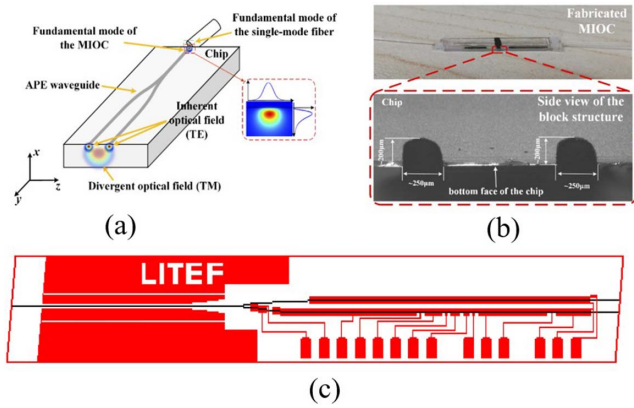 Fundamental mode of
the MIOC
Fundamental mode of
the single-mode fiber
Chip
APE waveguide
Inherent
optical field
(TE)
x
z
y
Divergent optical field (TM)
(a)
Fabricated
MIOC
Chip
Side view of the
block structure
~200μm
~200μm
~250μm
~250μm
bottom face of the chip
(b)
LITEF
(c)